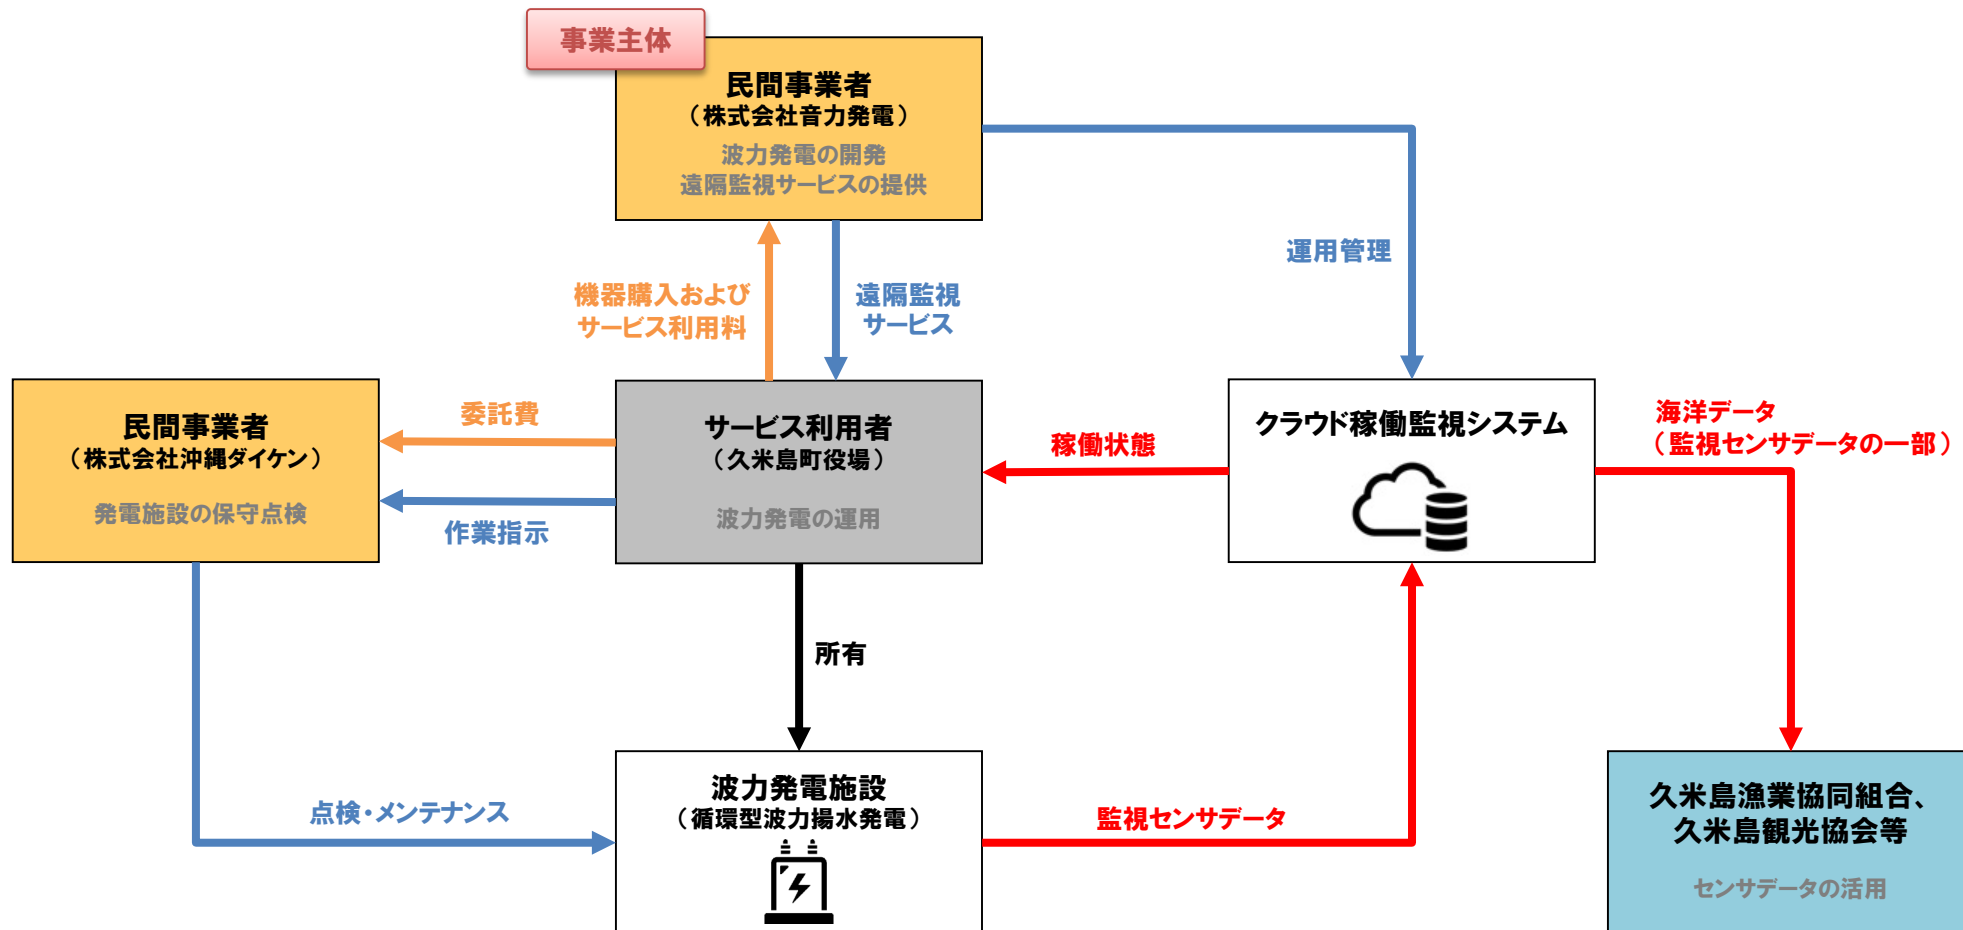 事業主体
民間事業者
（株式会社音力発電）
波力発電の開発
遠隔監視サービスの提供
運用管理
機器購入および
サービス利用料
遠隔監視
サービス
民間事業者
（株式会社沖縄ダイケン）
発電施設の保守点検
委託費
作業指示
サービス利用者
（久米島町役場）
波力発電の運用
稼働状態
クラウド稼働監視システム
海洋データ
（監視センサデータの一部）
所有
点検・メンテナンス
波力発電施設
（循環型波力揚水発電）
監視センサデータ
久米島漁業協同組合、
久米島観光協会等
センサデータの活用